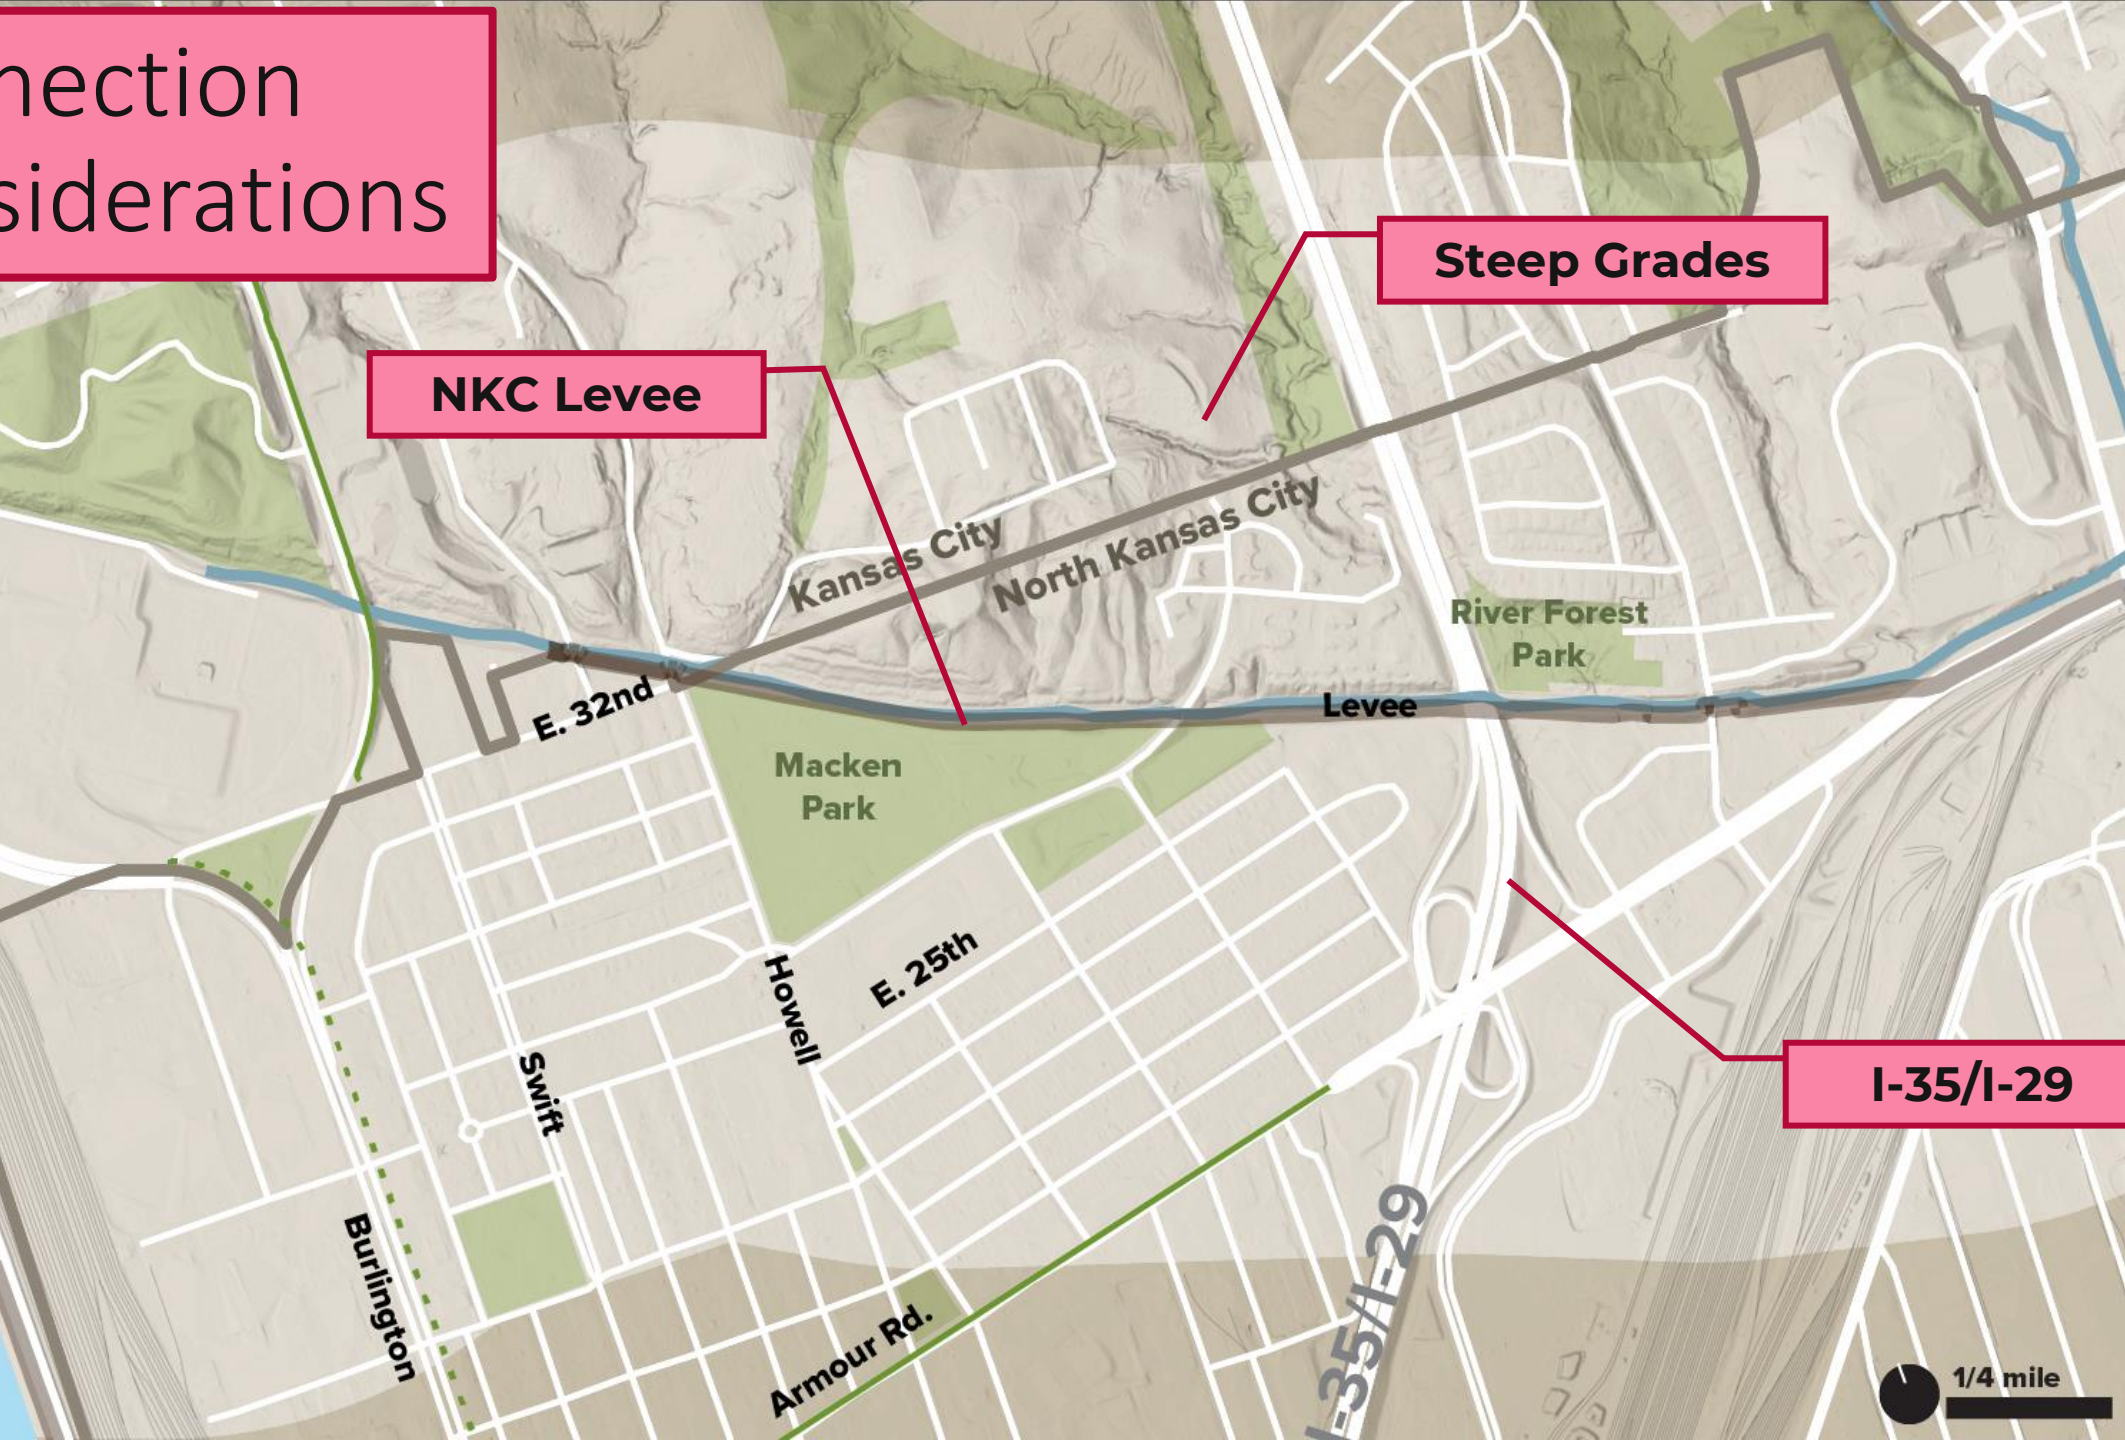 nection
siderations
Steep Grades
NKC Levee
Kansas City
North Kansas City
River Forest
Park
E. 32nd
Levee
Macken
Park
E. 25th
Howell
Swift
I-35/I-29
Burlington
Armour Rd.
I-35/I-29
1/4 mile